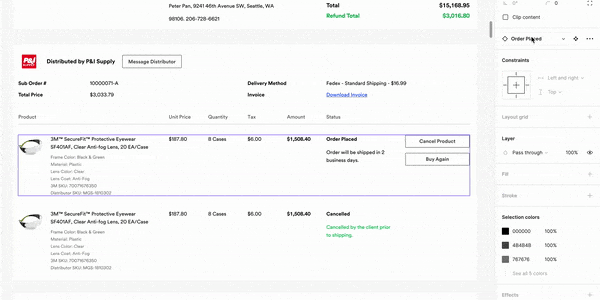 Peter Pan, 9241 46th Avenue SW, Seattle, WA
98106. 206-728-6621
Total $15,168.95
Refund Total $3,016.80
P&I SUPPLY
Distributed by P&I Supply
Message Distributor
Sub Order # 10000071-A
Delivery Method Fedex - Standard Shipping - $16.99
Total Price $3,033.79
Invoice Download Invoice
Product Unit Price Quantity Tax Amount Status
3M™ SecureFit™ Protective Eyewear $187.80 8 Cases $6.00 $1,508.40 Order Placed
SF401AF, Clear Anti-fog Lens, 20 EA/Case
Frame Color: Black & Green
Material: Plastic
Lens Color: Clear
Lens Coat: Anti Fog
3M SKU: 70071676350
Distributor SKU: MGS-1910302
Order will be shipped in 2
business days.
Cancel Product
Buy Again
3M™ SecureFit™ Protective Eyewear $187.80 8 Cases $6.00 $1,508.40 Cancelled
SF401AF, Clear Anti-fog Lens, 20 EA/Case
Frame Color: Black & Green
Material: Plastic
Lens Color: Clear
Lens Coat: Anti Fog
3M SKU: 70071676350
Distributor SKU: MGS-1910302
Cancelled by the client prior
to shipping.
0
Clip content
Order Placed
Constraints
Left and right
Top
Layout grid
Layer
Pass through 100%
Fill
Stroke
Selection colors
000000 100%
484848 100%
767676 100%
See all 5 colors
Effects